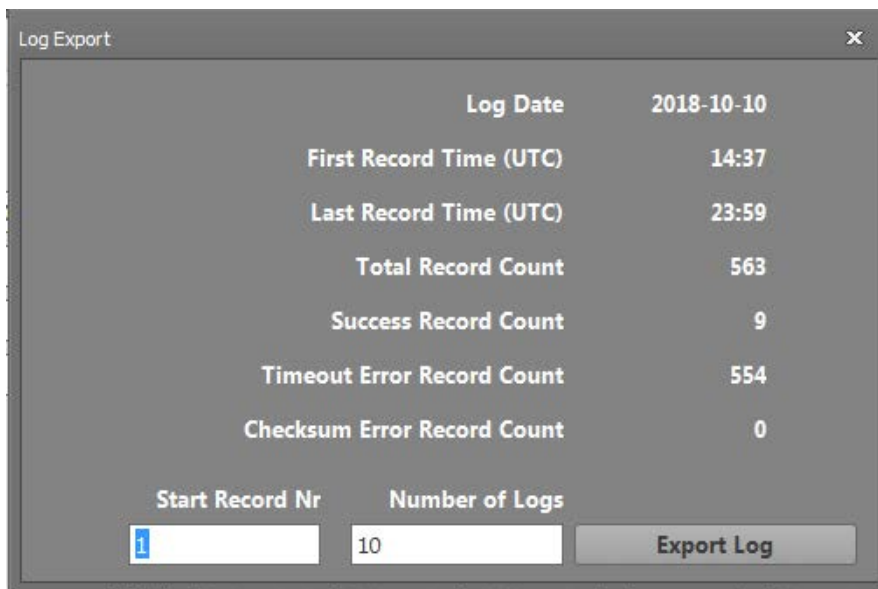 Log Export
Log Date 2018-10-10
First Record Time (UTC) 14:37
Last Record Time (UTC) 23:59
Total Record Count 563
Success Record Count 9
Timeout Error Record Count 554
Checksum Error Record Count 0
Start Record Nr Number of Logs
1 10 Export Log